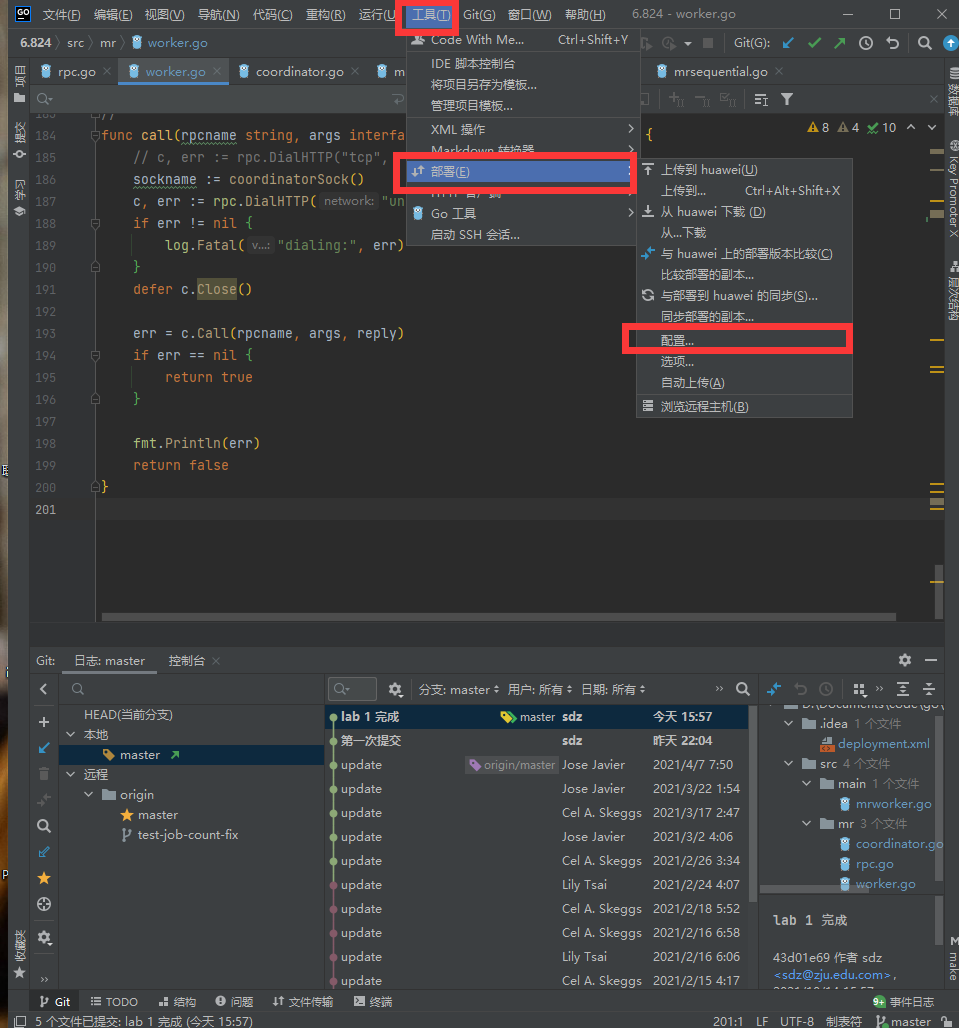 GO 文件(F) 编辑(E) 视图(V) 导航(N) 代码(C) 重构(R) 运行(U 工具(T) Git(G) 窗口(W) 帮助(H) 6.824 - worker.go
6.824 src mr worker.go Git(G):
rpc.go worker.go coordinator.go m mrsequential.go
Code With Me... Ctrl+Shift+Y
IDE 脚本控制台
将项目另存为模板...
管理项目模板...
XML 操作
Markdown 转换器
部署(E)
HTTP 客户端
Go 工具
启动 SSH 会话...
上传到 huawei(U)
上传到... Ctrl+Alt+Shift+X
从 huawei 下载 (D)
从...下载
与 huawei 上的部署版本比较(C)
比较部署的副本...
与部署到 huawei 的同步(S)...
同步部署的副本...
配置...
选项...
自动上传(A)
浏览远程主机(B)
8 4 10
项目
提交
学习
收藏夹
数据库
Key Promoter X
层次结构
M make
183 //
184 func call(rpcname string, args interfa {
185 // c, err := rpc.DialHTTP("tcp",
186 sockname := coordinatorSock()
187 c, err := rpc.DialHTTP( network: "un
188 if err != nil {
189 log.Fatal( v...: "dialing:", err)
190 }
191 defer c.Close()
192
193 err = c.Call(rpcname, args, reply)
194 if err == nil {
195 return true
196 }
197
198 fmt.Println(err)
199 return false
200 }
201
Git: 日志: master 控制台
分支: master 用户: 所有 日期: 所有
HEAD(当前分支)
本地
master
远程
origin
master
test-job-count-fix
lab 1 完成 master sdz 今天 15:57
第一次提交 sdz 昨天 22:04
update origin/master Jose Javier 2021/4/7 7:50
update Jose Javier 2021/3/22 1:54
update Cel A. Skeggs 2021/3/17 2:47
update Jose Javier 2021/3/2 4:06
update Cel A. Skeggs 2021/2/26 3:34
update Lily Tsai 2021/2/24 4:07
update Cel A. Skeggs 2021/2/18 5:52
update Cel A. Skeggs 2021/2/16 6:58
update Lily Tsai 2021/2/16 6:06
update Cel A. Skeggs 2021/2/15 4:17
D:\Documents\code\go\
.idea 1 个文件
deployment.xml
src 4 个文件
main 1 个文件
mrworker.go
mr 3 个文件
coordinator.go
rpc.go
worker.go
lab 1 完成
43d01e69 作者 sdz
<sdz@zju.edu.com>,
Git TODO 结构 问题 文件传输 终端 9+ 事件日志
5 个文件已提交: lab 1 完成 (今天 15:57) 201:1 LF UTF-8 制表符 master